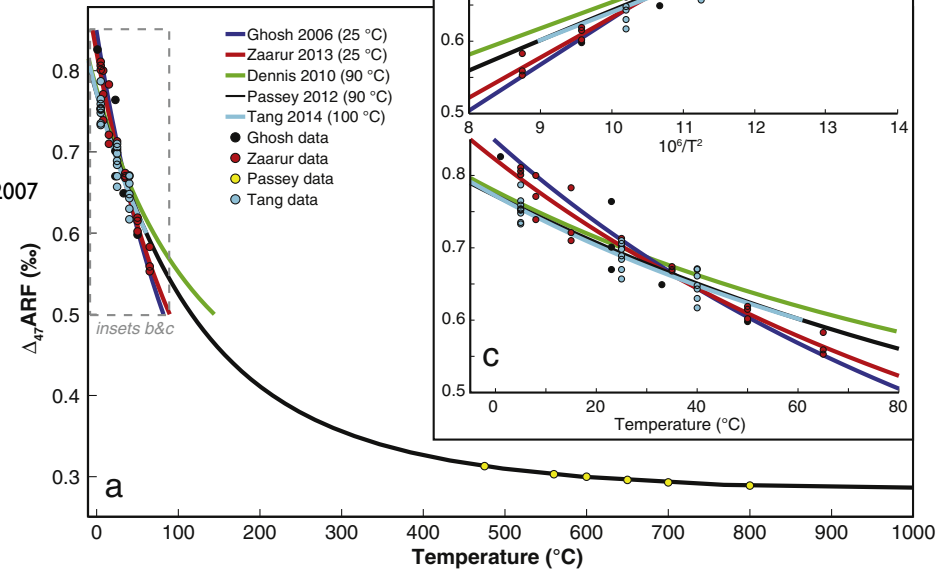 0.6
0.5
8 9 10 11 12 13 14
10⁶/T²
Ghosh 2006 (25 °C)
Zaarur 2013 (25 °C)
Dennis 2010 (90 °C)
Passey 2012 (90 °C)
Tang 2014 (100 °C)
Ghosh data
Zaarur data
Passey data
Tang data
2007
0.8
0.7
0.6
0.5
0.4
0.3
Δ₄₇ARF (‰)
insets b&c
a
0.8
0.7
0.6
0.5
c
0 20 40 60 80
Temperature (°C)
0 100 200 300 400 500 600 700 800 900 1000
Temperature (°C)